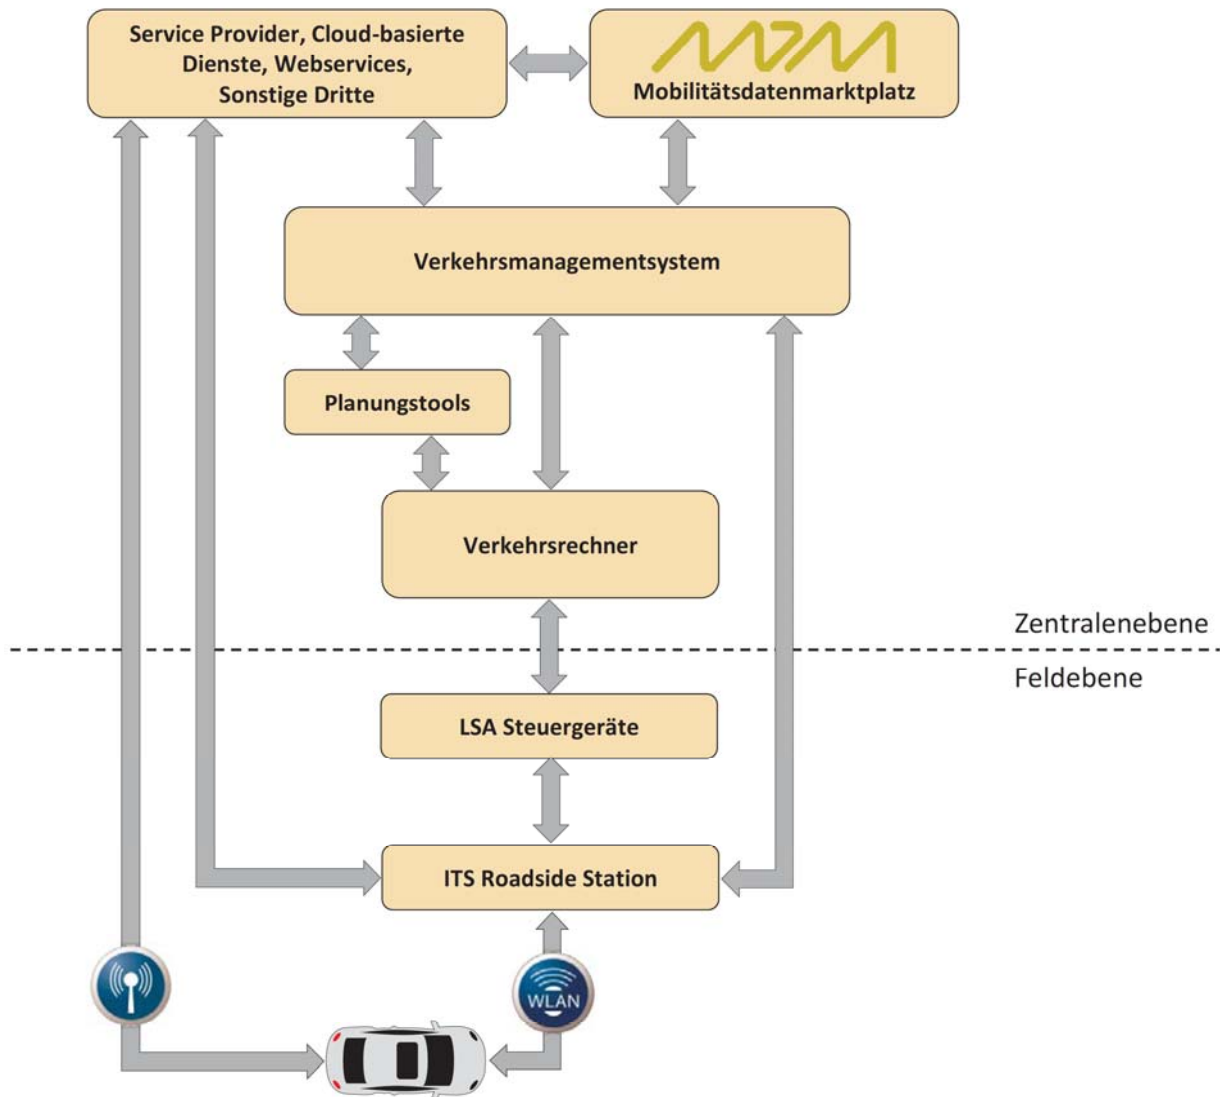 Service Provider, Cloud-basierte
Dienste, Webservices,
Sonstige Dritte
MDM
Mobilitätsdatenmarktplatz
Verkehrsmanagementsystem
Planungstools
Verkehrsrechner
Zentralenebene
Feldebene
LSA Steuergeräte
ITS Roadside Station
WLAN